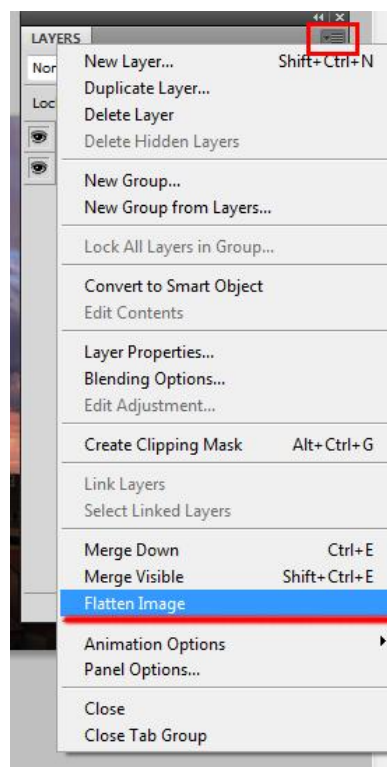 LAYERS
Nor
New Layer... Shift+Ctrl+N
Duplicate Layer...
Loc
Delete Layer
Delete Hidden Layers
New Group...
New Group from Layers...
Lock All Layers in Group...
Convert to Smart Object
Edit Contents
Layer Properties...
Blending Options...
Edit Adjustment...
Create Clipping Mask Alt+Ctrl+G
Link Layers
Select Linked Layers
Merge Down Ctrl+E
Merge Visible Shift+Ctrl+E
Flatten Image
Animation Options
Panel Options...
Close
Close Tab Group